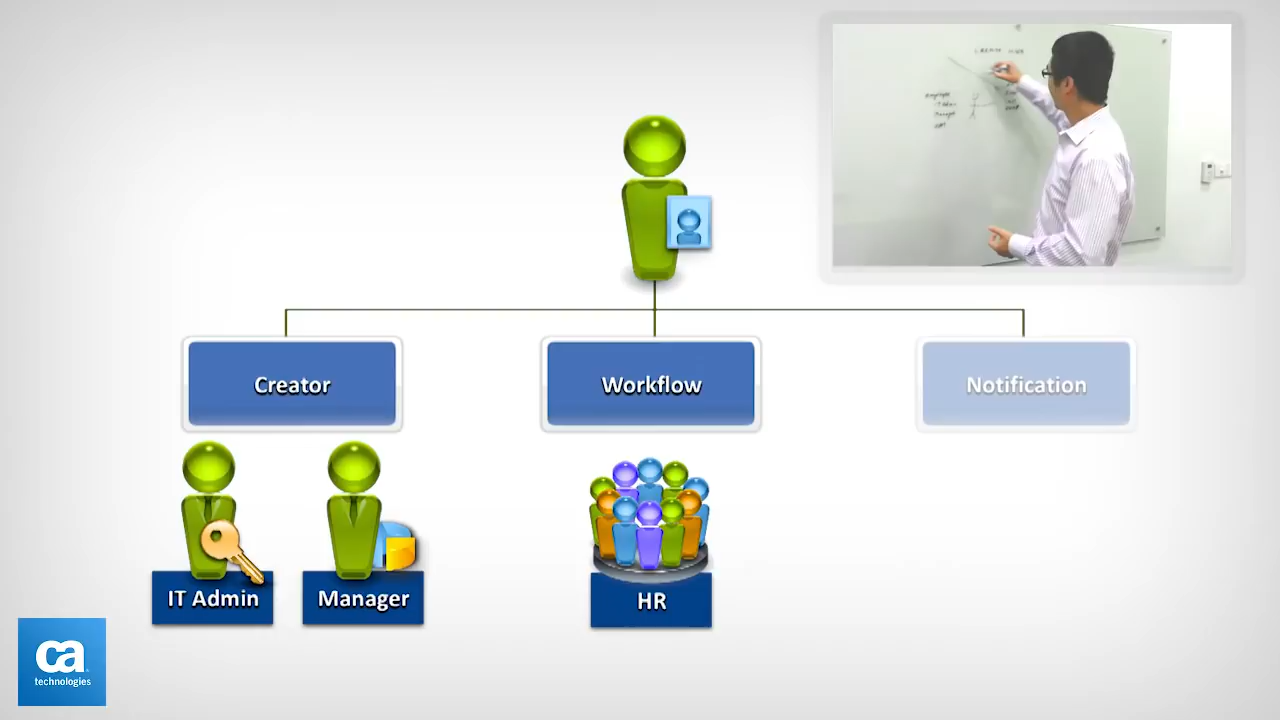 Creator
Workflow
Notification
IT Admin
Manager
HR
ca
technologies